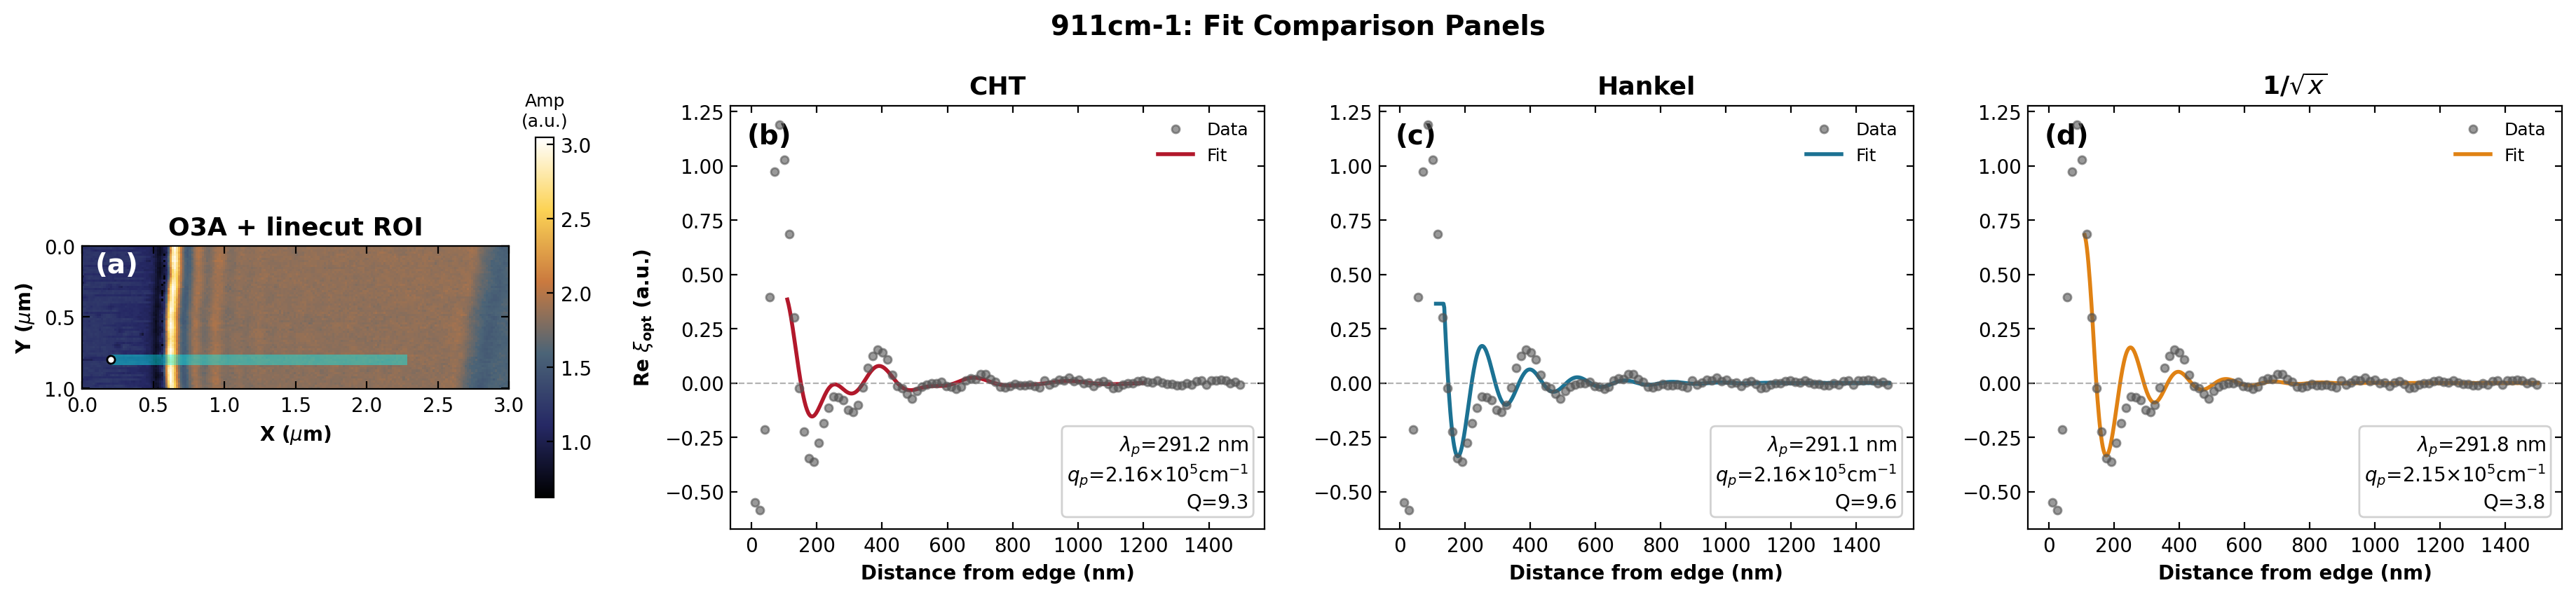 911cm-1: Fit Comparison Panels
O3A + linecut ROI
(a)
Amp
(a.u.)
3.0
2.5
2.0
1.5
1.0
0.0
0.5
1.0
0.0 0.5 1.0 1.5 2.0 2.5 3.0
Y (μm)
X (μm)
CHT
(b)
Data
Fit
1.25
1.00
0.75
0.50
0.25
0.00
−0.25
−0.50
Re ξopt (a.u.)
λp=291.2 nm
qp=2.16×10⁵cm⁻¹
Q=9.3
0 200 400 600 800 1000 1200 1400
Distance from edge (nm)
Hankel
(c)
Data
Fit
1.25
1.00
0.75
0.50
0.25
0.00
−0.25
−0.50
λp=291.1 nm
qp=2.16×10⁵cm⁻¹
Q=9.6
0 200 400 600 800 1000 1200 1400
Distance from edge (nm)
1/√x
(d)
Data
Fit
1.25
1.00
0.75
0.50
0.25
0.00
−0.25
−0.50
λp=291.8 nm
qp=2.15×10⁵cm⁻¹
Q=3.8
0 200 400 600 800 1000 1200 1400
Distance from edge (nm)